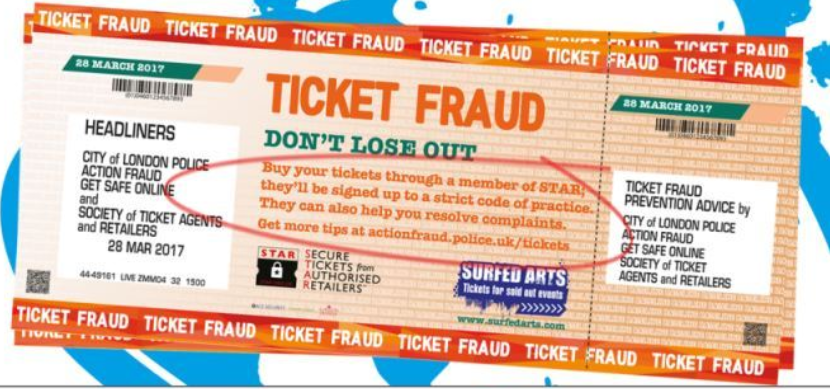 TICKET FRAUD TICKET FRAUD TICKET FRAUD TICKET FRAUD TICKET FRAUD TICKET FRAUD
28 MARCH 2017
HEADLINERS
CITY of LONDON POLICE
ACTION FRAUD
GET SAFE ONLINE
and
SOCIETY of TICKET AGENTS
and RETAILERS
28 MAR 2017
44-49161 LIVE ZMMO4 32 1500
TICKET FRAUD
DON'T LOSE OUT
Buy your tickets through a member of STAR;
they'll be signed up to a strict code of practice.
They can also help you resolve complaints.
Get more tips at actionfraud.police.uk/tickets
STAR
SECURE
TICKETS from
AUTHORISED
RETAILERS
SURFED ARTS
Tickets for sold out events
www.surfedarts.com
28 MARCH 2017
TICKET FRAUD
PREVENTION ADVICE by
CITY of LONDON POLICE
ACTION FRAUD
GET SAFE ONLINE
SOCIETY of TICKET
AGENTS and RETAILERS
TICKET FRAUD TICKET FRAUD TICKET FRAUD TICKET FRAUD TICKET FRAUD TICKET FRAUD